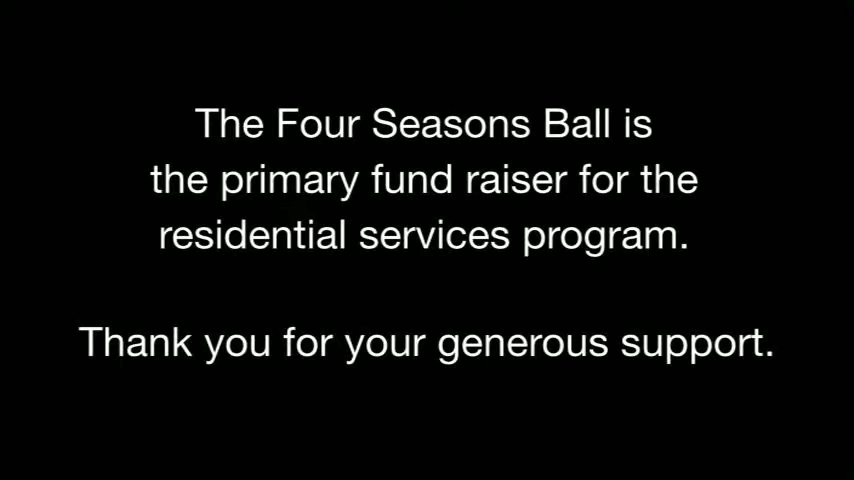 The Four Seasons Ball is
the primary fund raiser for the
residential services program.
Thank you for your generous support.